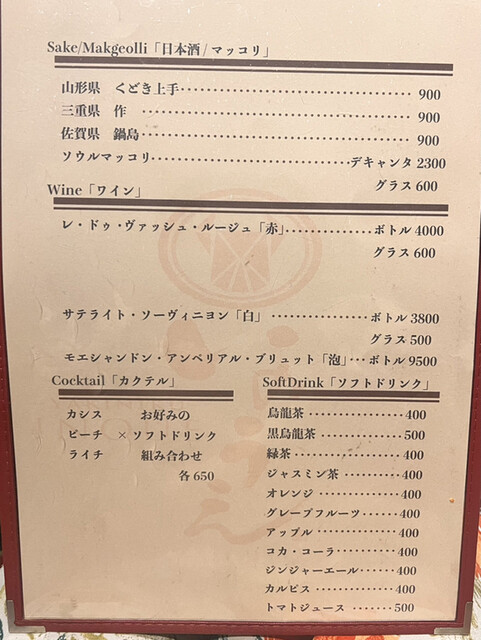 Sake/Makgeolli「日本酒/マッコリ」
山形県 くどき上手 900
三重県 作 900
佐賀県 鍋島 900
ソウルマッコリ デキャンタ 2300
グラス 600
Wine「ワイン」
レ・ドゥ・ヴァッシュ・ルージュ「赤」 ボトル 4000
グラス 600
サテライト・ソーヴィニヨン「白」 ボトル 3800
グラス 500
モエシャンドン・アンペリアル・ブリュット「泡」 ボトル 9500
Cocktail「カクテル」
カシス お好みの
ピーチ × ソフトドリンク
ライチ 組み合わせ
各 650
SoftDrink「ソフトドリンク」
烏龍茶 400
黒烏龍茶 500
緑茶 400
ジャスミン茶 400
オレンジ 400
グレープフルーツ 400
アップル 400
コカ・コーラ 400
ジンジャーエール 400
カルピス 400
トマトジュース 500